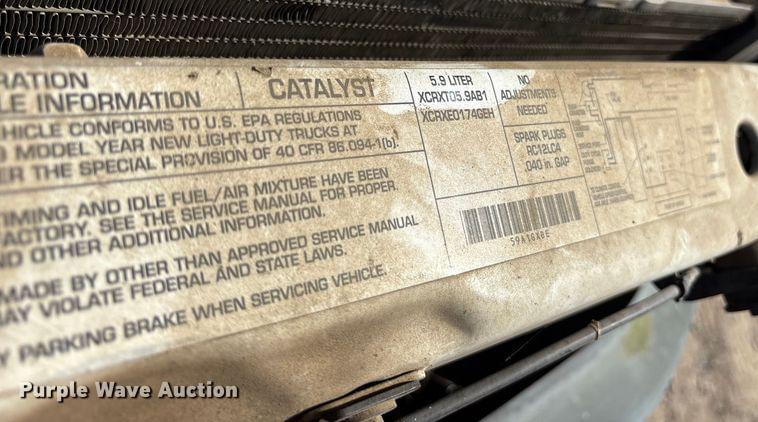 RATION
LE INFORMATION
CATALYST
HICLE CONFORMS TO U.S. EPA REGULATIONS
MODEL YEAR NEW LIGHT-DUTY TRUCKS AT
ER THE SPECIAL PROVISION OF 40 CFR 86.094-1(b).
TIMING AND IDLE FUEL/AIR MIXTURE HAVE BEEN
ACTORY. SEE THE SERVICE MANUAL FOR PROPER
ND OTHER ADDITIONAL INFORMATION.
MADE BY OTHER THAN APPROVED SERVICE MANUAL
AY VIOLATE FEDERAL AND STATE LAWS.
Y PARKING BRAKE WHEN SERVICING VEHICLE.
5.9 LITER
XCRXT05.9AB1
XCRXE0174GEH
NO
ADJUSTMENTS
NEEDED
SPARK PLUGS
RC12LC4
.040 in. GAP
Purple Wave Auction